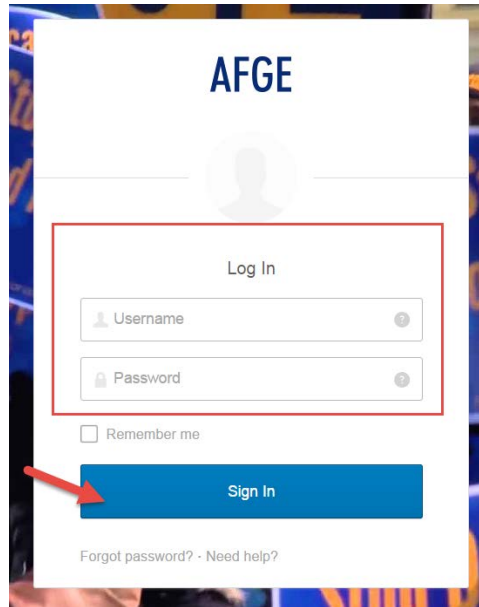 AFGE
Log In
Username
Password
Remember me
Sign In
Forgot password? · Need help?